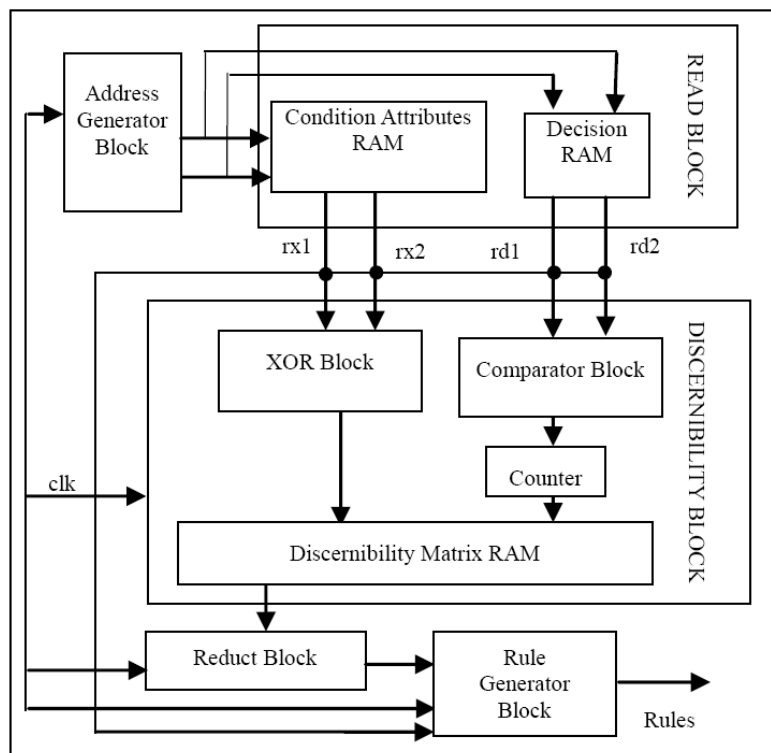 Address
Generator
Block
Condition Attributes
RAM
Decision
RAM
READ BLOCK
rx1
rx2
rd1
rd2
XOR Block
Comparator Block
Counter
Discernibility Matrix RAM
DISCERNIBILITY BLOCK
clk
Reduct Block
Rule
Generator
Block
Rules